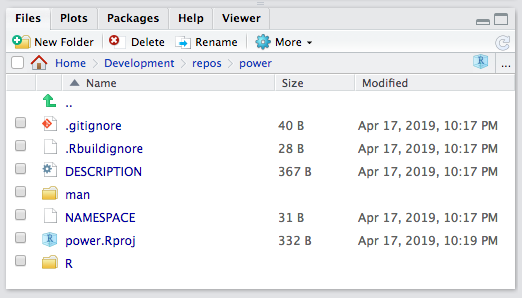 Files Plots Packages Help Viewer
New Folder Delete Rename More
Home Development repos power ...
Name Size Modified
..
.gitignore 40 B Apr 17, 2019, 10:17 PM
.Rbuildignore 28 B Apr 17, 2019, 10:17 PM
DESCRIPTION 367 B Apr 17, 2019, 10:17 PM
man
NAMESPACE 31 B Apr 17, 2019, 10:17 PM
power.Rproj 332 B Apr 17, 2019, 10:19 PM
R